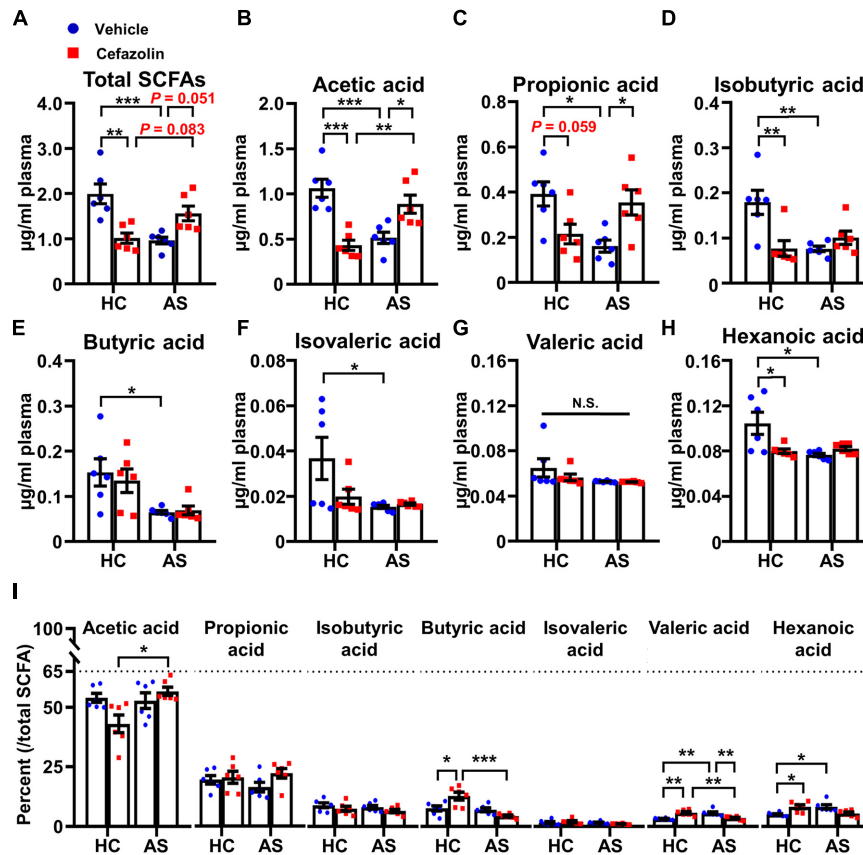 A
B
C
D
Vehicle
Cefazolin
Total SCFAs
Acetic acid
Propionic acid
Isobutyric acid
*** P = 0.051
** P = 0.083
*** *
*** **
* *
P = 0.059
**
**
µg/ml plasma
4.0
3.0
2.0
1.0
0
HC AS
µg/ml plasma
2.0
1.5
1.0
0.5
0
HC AS
µg/ml plasma
0.8
0.6
0.4
0.2
0
HC AS
µg/ml plasma
0.4
0.3
0.2
0.1
0
HC AS
E
F
G
H
Butyric acid
Isovaleric acid
Valeric acid
Hexanoic acid
*
*
N.S.
*
*
µg/ml plasma
0.4
0.3
0.2
0.1
0
HC AS
µg/ml plasma
0.08
0.06
0.04
0.02
0
HC AS
µg/ml plasma
0.16
0.12
0.08
0.04
0
HC AS
µg/ml plasma
0.16
0.12
0.08
0.04
0
HC AS
I
Percent (/total SCFA)
100
65
50
25
0
Acetic acid
Propionic
acid
Isobutyric
acid
Butyric acid
Isovaleric
acid
Valeric acid
Hexanoic
acid
*
* ***
** **
** **
*
*
HC AS HC AS HC AS HC AS HC AS HC AS HC AS